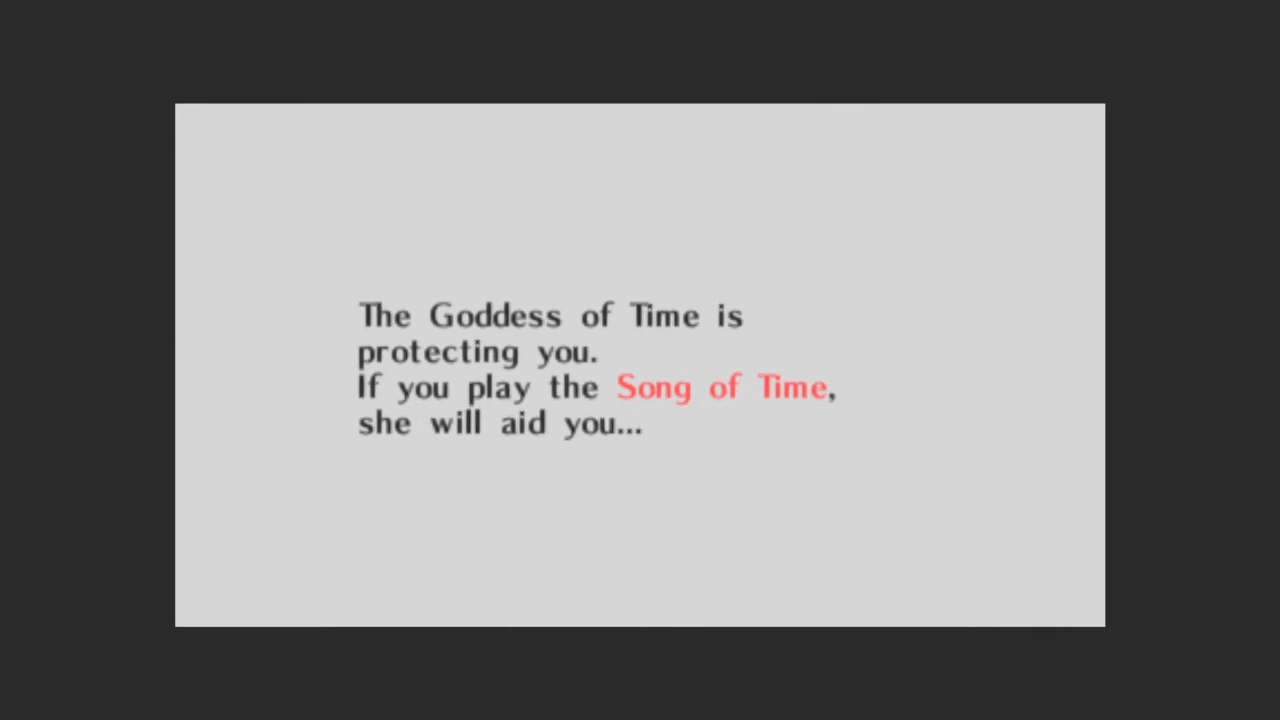 The Goddess of Time is
protecting you.
If you play the Song of Time,
she will aid you...